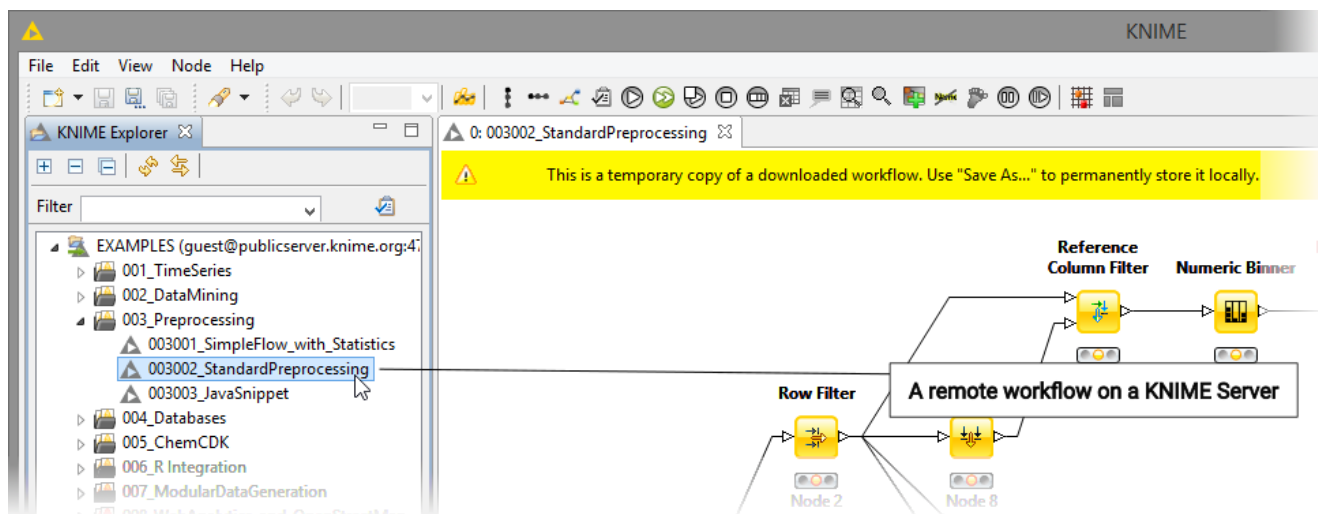 KNIME
File Edit View Node Help
KNIME Explorer
0: 003002_StandardPreprocessing
This is a temporary copy of a downloaded workflow. Use "Save As..." to permanently store it locally.
Filter
EXAMPLES (guest@publicserver.knime.org:47
001_TimeSeries
002_DataMining
003_Preprocessing
003001_SimpleFlow_with_Statistics
003002_StandardPreprocessing
003003_JavaSnippet
004_Databases
005_ChemCDK
006_R Integration
007_ModularDataGeneration
Reference
Column Filter
Numeric Binner
A remote workflow on a KNIME Server
Row Filter
Node 2
Node 8